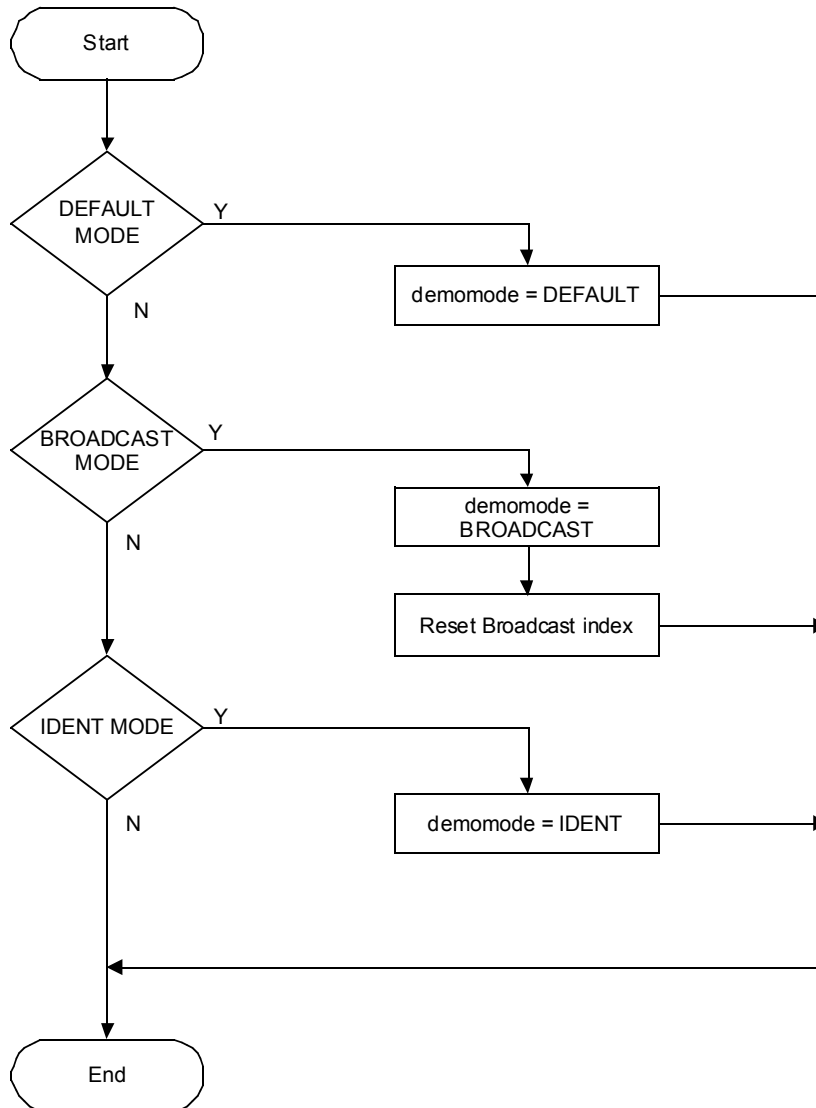 Start
DEFAULT
MODE
Y
demomode = DEFAULT
N
BROADCAST
MODE
Y
demomode =
BROADCAST
N
Reset Broadcast index
IDENT MODE
Y
demomode = IDENT
N
End